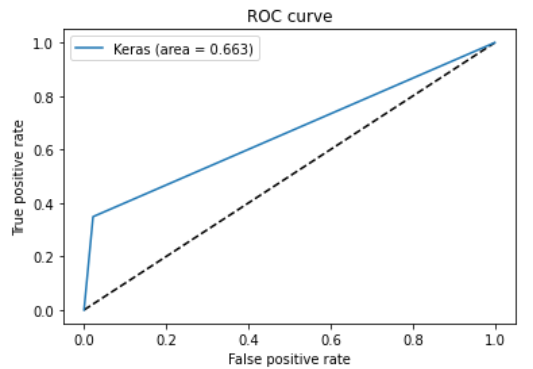 ROC curve
Keras (area = 0.663)
1.0
0.8
0.6
0.4
0.2
0.0
True positive rate
0.0 0.2 0.4 0.6 0.8 1.0
False positive rate